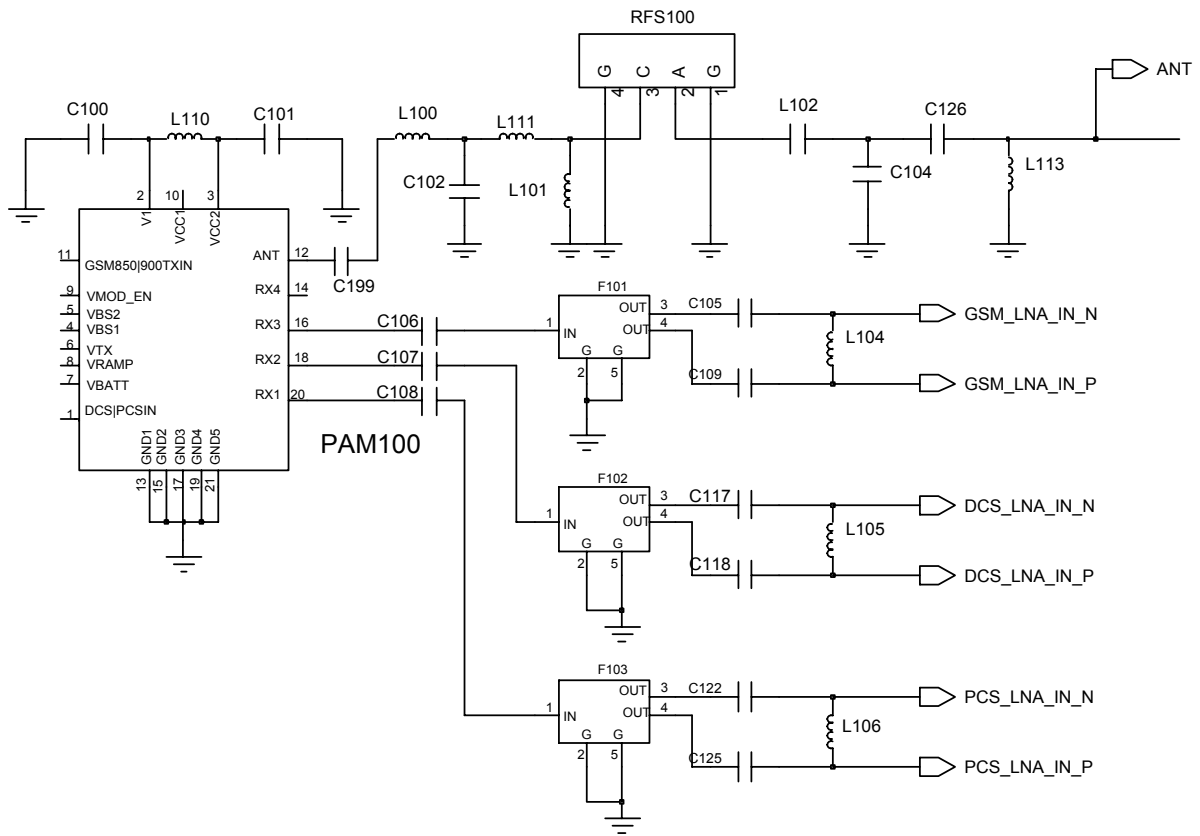 RFS100
G C A G
4 3 2 1
ANT
C100
L110
C101
L100
L111
L102
C126
C102
L101
C104
L113
2
10
3
V1
VCC1
VCC2
11
GSM850|900TXIN
ANT
12
C199
9
VMOD_EN
RX4
14
5
VBS2
4
VBS1
RX3
16
C106
6
VTX
8
VRAMP
RX2
18
C107
7
VBATT
RX1
20
C108
1
DCS|PCSIN
PAM100
GND1
GND2
GND3
GND4
GND5
13
15
17
19
21
F101
1
IN
OUT
3
OUT
4
G
G
2
5
C105
C109
L104
GSM_LNA_IN_N
GSM_LNA_IN_P
F102
1
IN
OUT
3
OUT
4
G
G
2
5
C117
C118
L105
DCS_LNA_IN_N
DCS_LNA_IN_P
F103
1
IN
OUT
3
OUT
4
G
G
2
5
C122
C125
L106
PCS_LNA_IN_N
PCS_LNA_IN_P